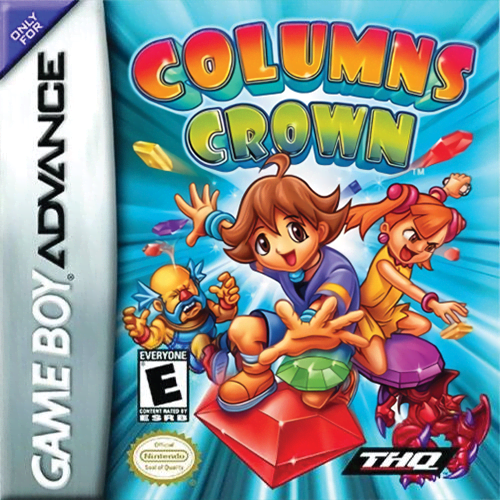 ONLY
FOR
GAME BOY ADVANCE
COLUMNS
CROWN
TM
EVERYONE
E
CONTENT RATED BY
ESRB
Official
Nintendo
Seal of Quality
THQ